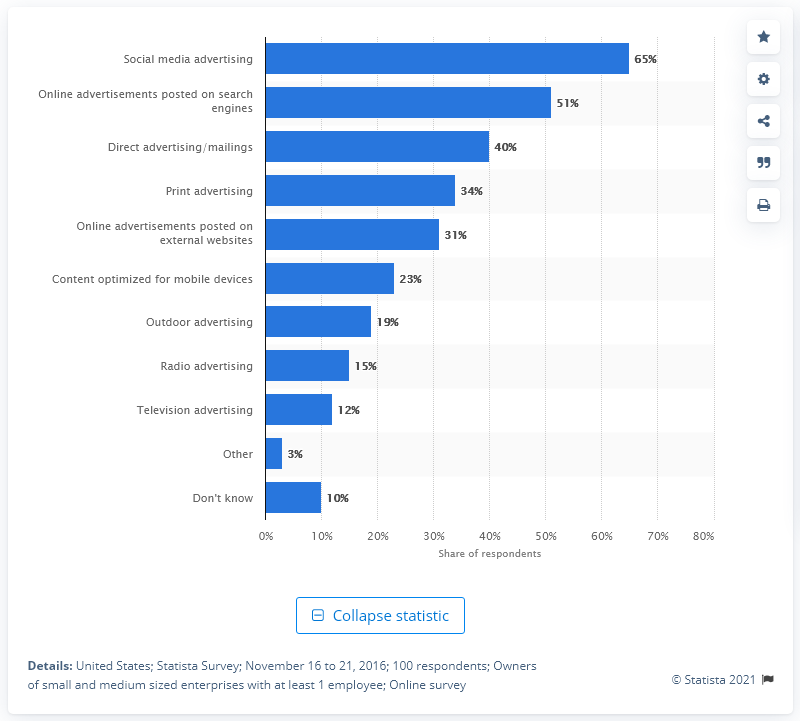 Social media advertising
65%
Online advertisements posted on search
engines
51%
Direct advertising/mailings
40%
Print advertising
34%
Online advertisements posted on
external websites
31%
Content optimized for mobile devices
23%
Outdoor advertising
19%
Radio advertising
15%
Television advertising
12%
Other
3%
Don't know
10%
0% 10% 20% 30% 40% 50% 60% 70% 80%
Share of respondents
Collapse statistic
Details: United States; Statista Survey; November 16 to 21, 2016; 100 respondents; Owners
of small and medium sized enterprises with at least 1 employee; Online survey
© Statista 2021